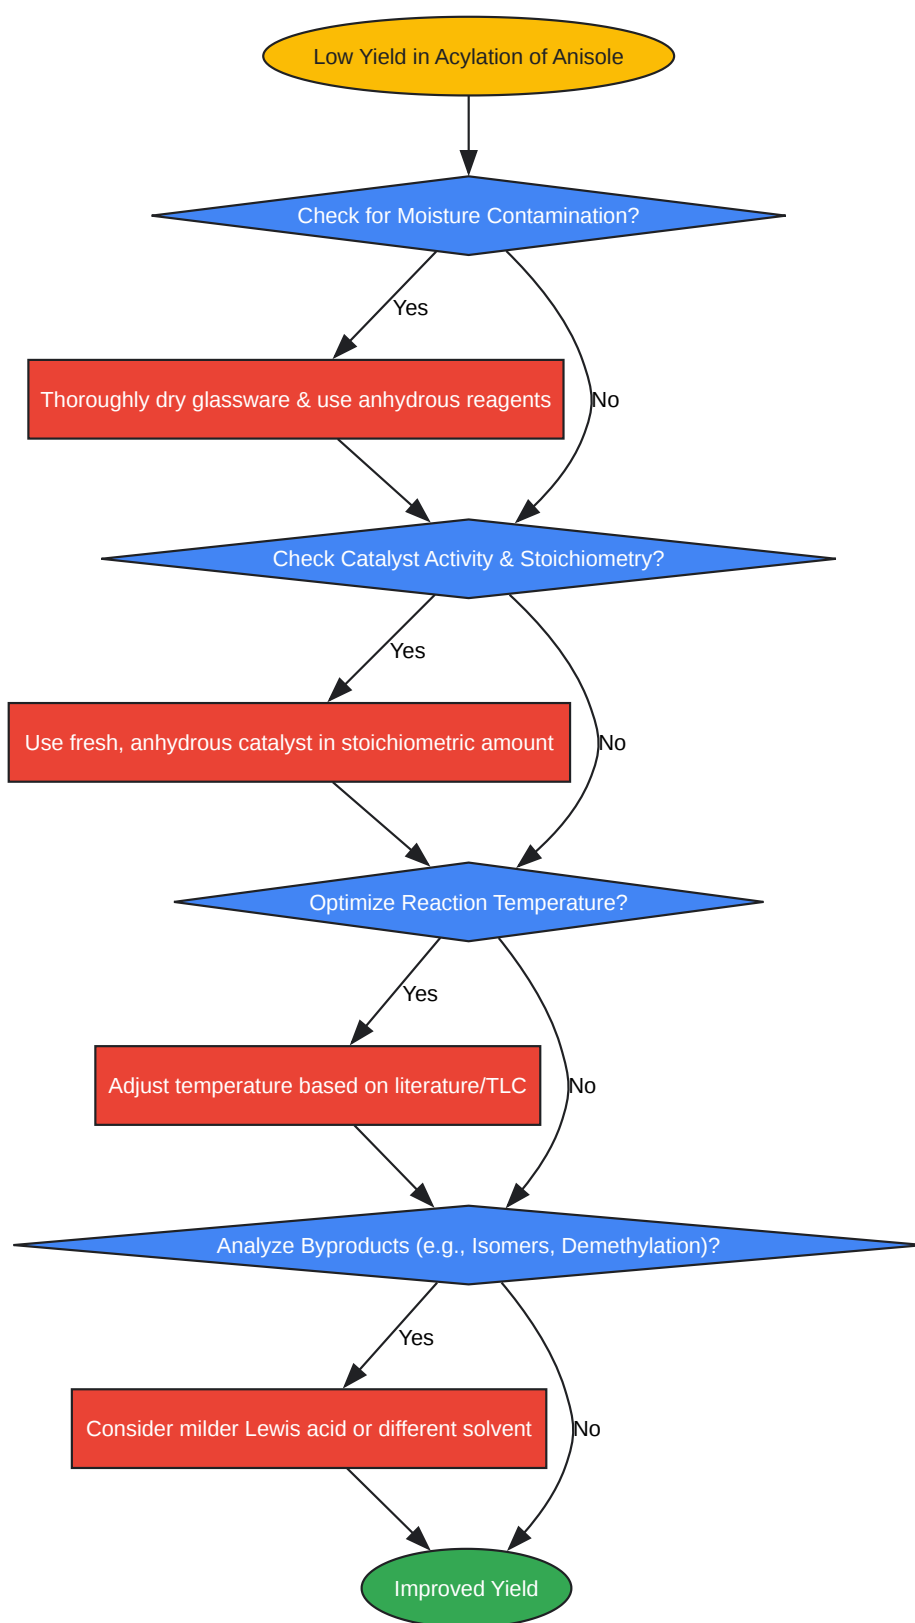 Low Yield in Acylation of Anisole
Check for Moisture Contamination?
Yes
Thoroughly dry glassware & use anhydrous reagents
No
Check Catalyst Activity & Stoichiometry?
Yes
Use fresh, anhydrous catalyst in stoichiometric amount
No
Optimize Reaction Temperature?
Yes
Adjust temperature based on literature/TLC
No
Analyze Byproducts (e.g., Isomers, Demethylation)?
Yes
Consider milder Lewis acid or different solvent
No
Improved Yield